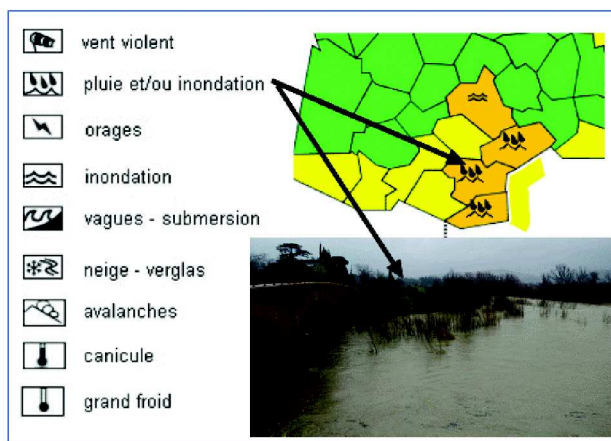 vent violent
pluie et/ou inondation
orages
inondation
vagues - submersion
neige - verglas
avalanches
canicule
grand froid